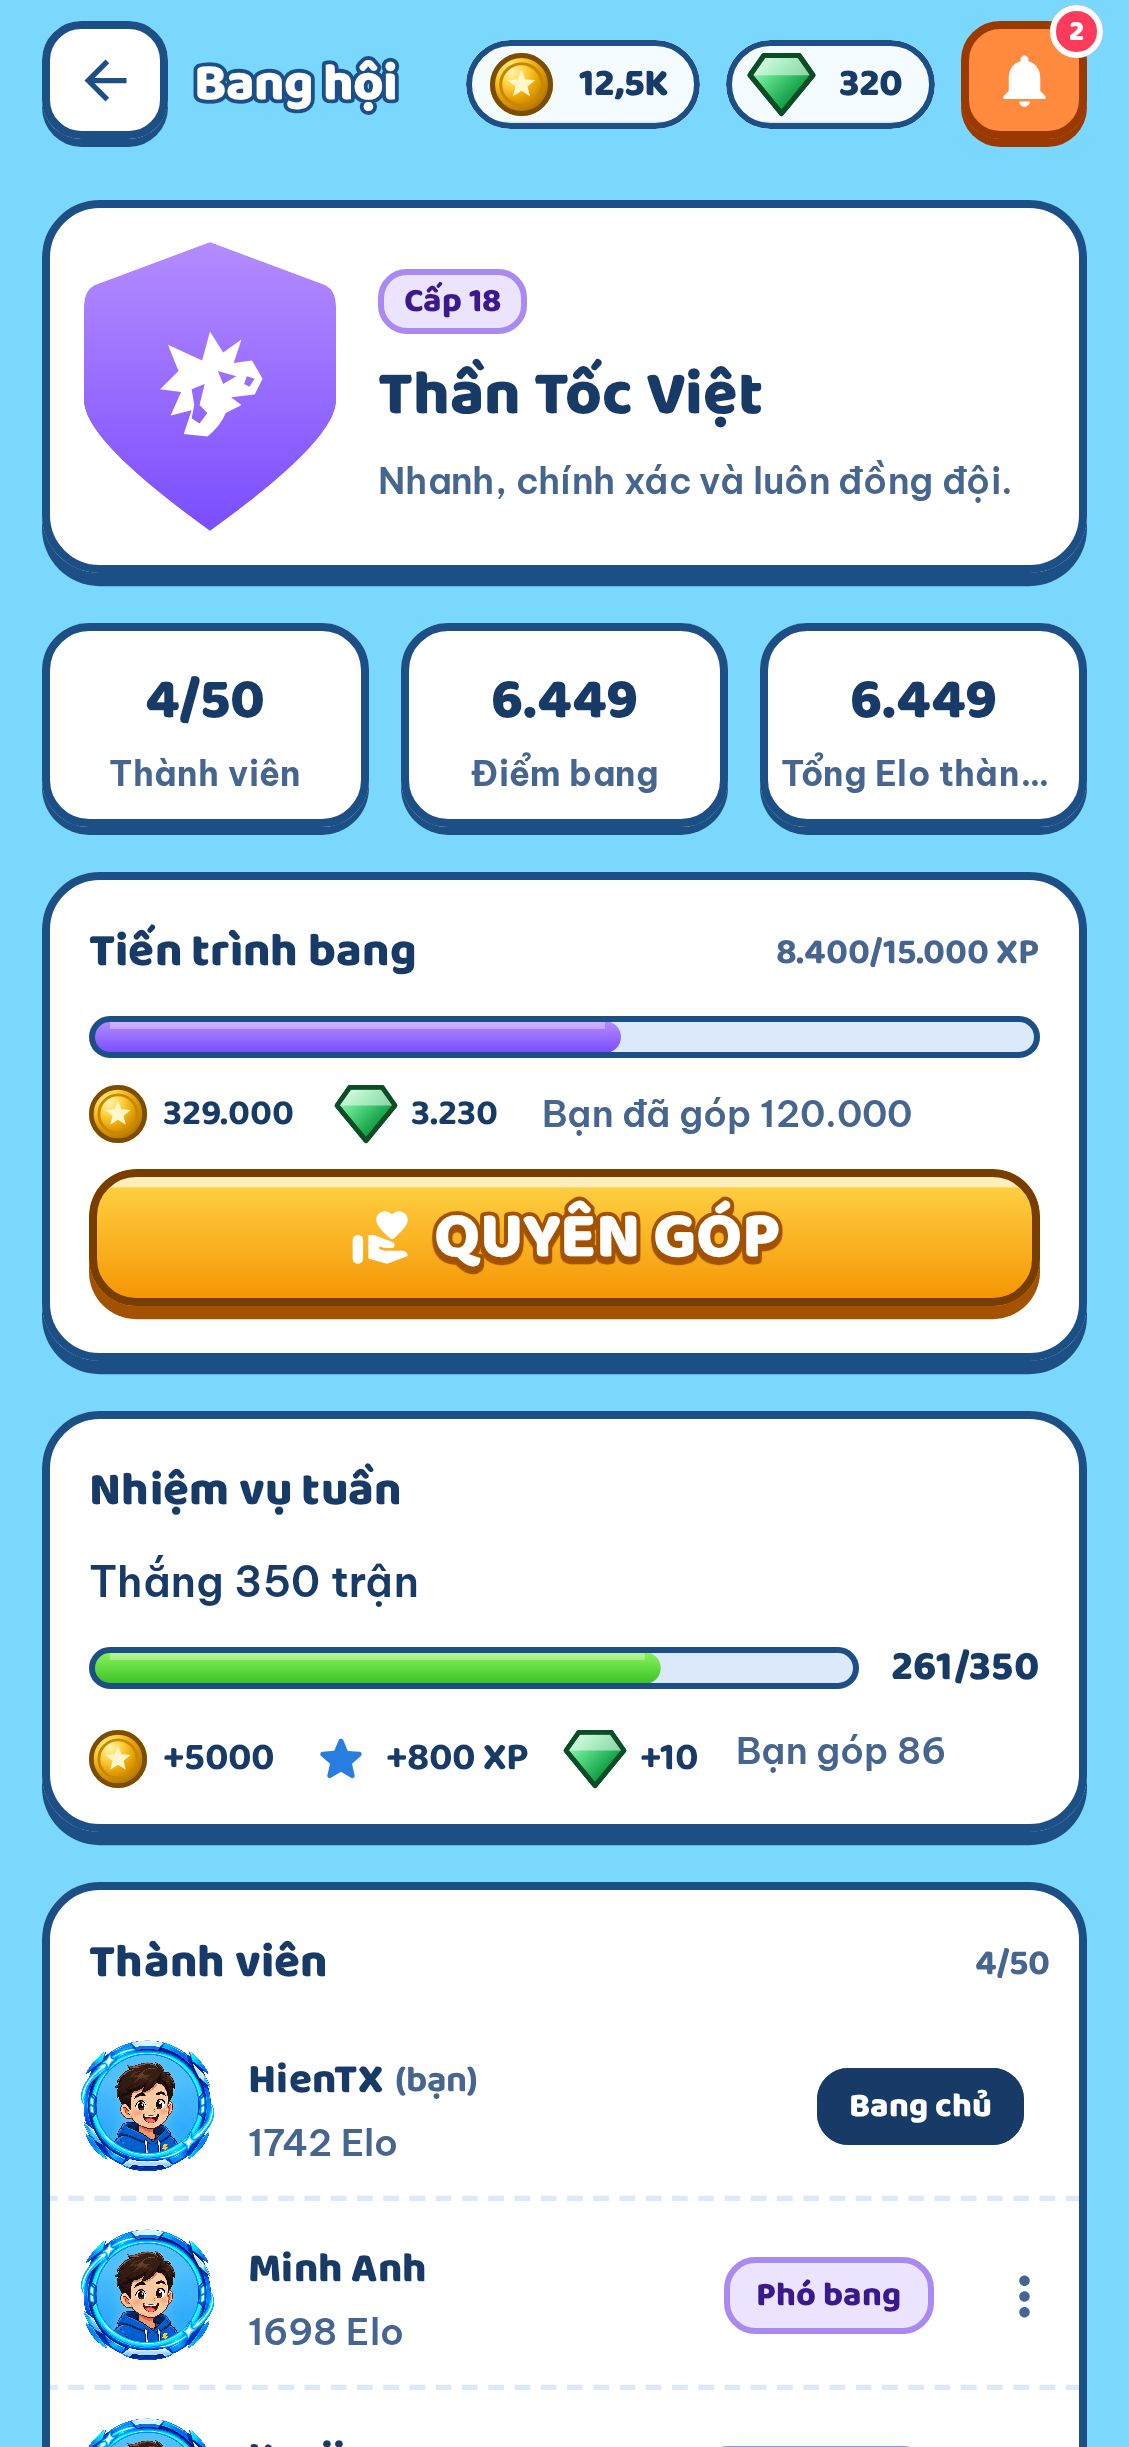 Bang hội
12,5K
320
2
Cấp 18
Thần Tốc Việt
Nhanh, chính xác và luôn đồng đội.
4/50
Thành viên
6.449
Điểm bang
6.449
Tổng Elo thàn...
Tiến trình bang
8.400/15.000 XP
329.000
3.230
Bạn đã góp 120.000
QUYÊN GÓP
Nhiệm vụ tuần
Thắng 350 trận
261/350
+5000
+800 XP
+10
Bạn góp 86
Thành viên
4/50
HienTX (bạn)
1742 Elo
Bang chủ
Minh Anh
1698 Elo
Phó bang